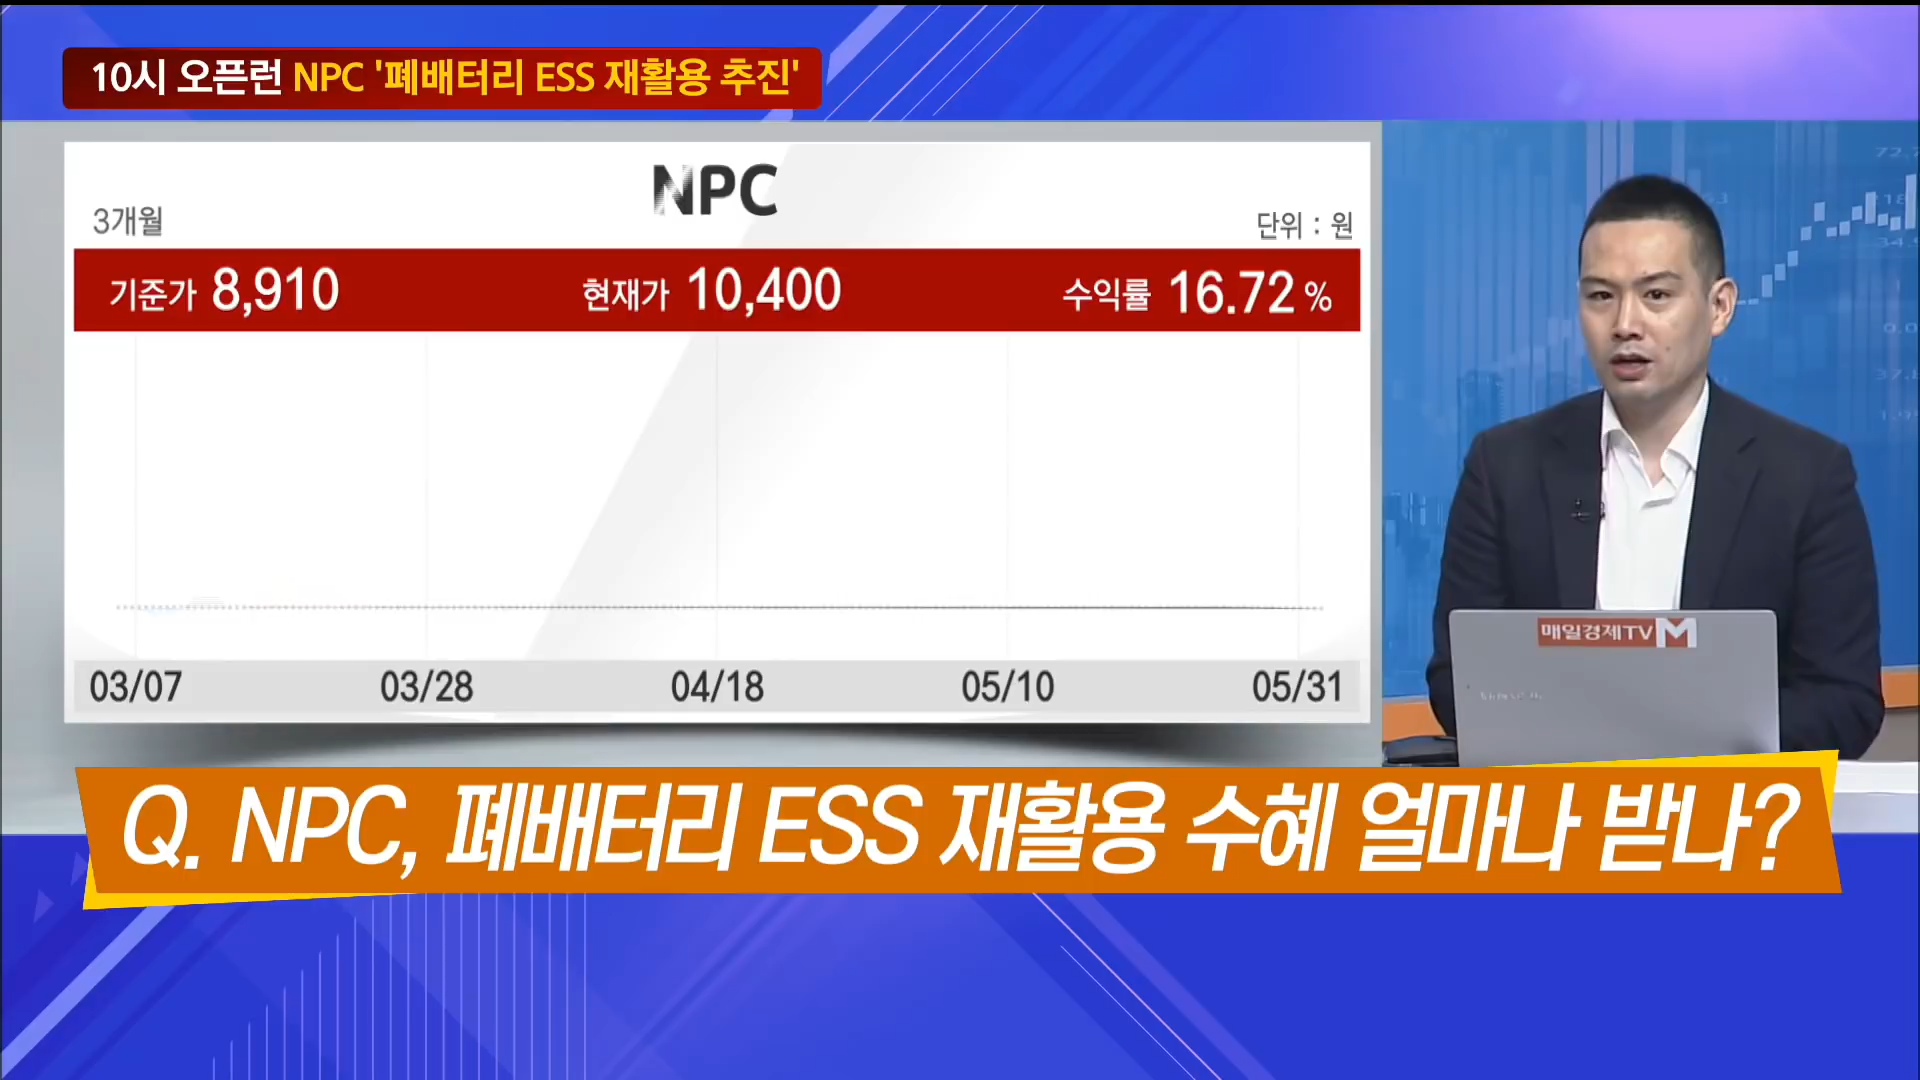 10시 오픈런 NPC '폐배터리 ESS 재활용 추진'
NPC
3개월
단위 : 원
기준가 8,910 현재가 10,400 수익률 16.72 %
03/07 03/28 04/18 05/10 05/31
매일경제TV M
Q. NPC, 폐배터리 ESS 재활용 수혜 얼마나 받나?